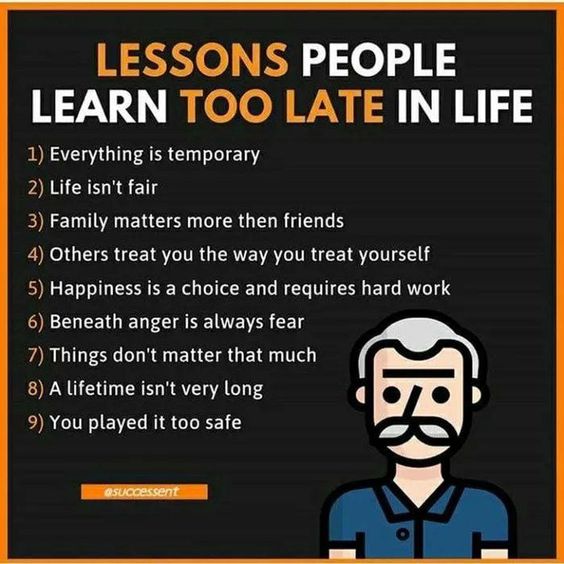 LESSONS PEOPLE
LEARN TOO LATE IN LIFE
1) Everything is temporary
2) Life isn't fair
3) Family matters more then friends
4) Others treat you the way you treat yourself
5) Happiness is a choice and requires hard work
6) Beneath anger is always fear
7) Things don't matter that much
8) A lifetime isn't very long
9) You played it too safe
@successent